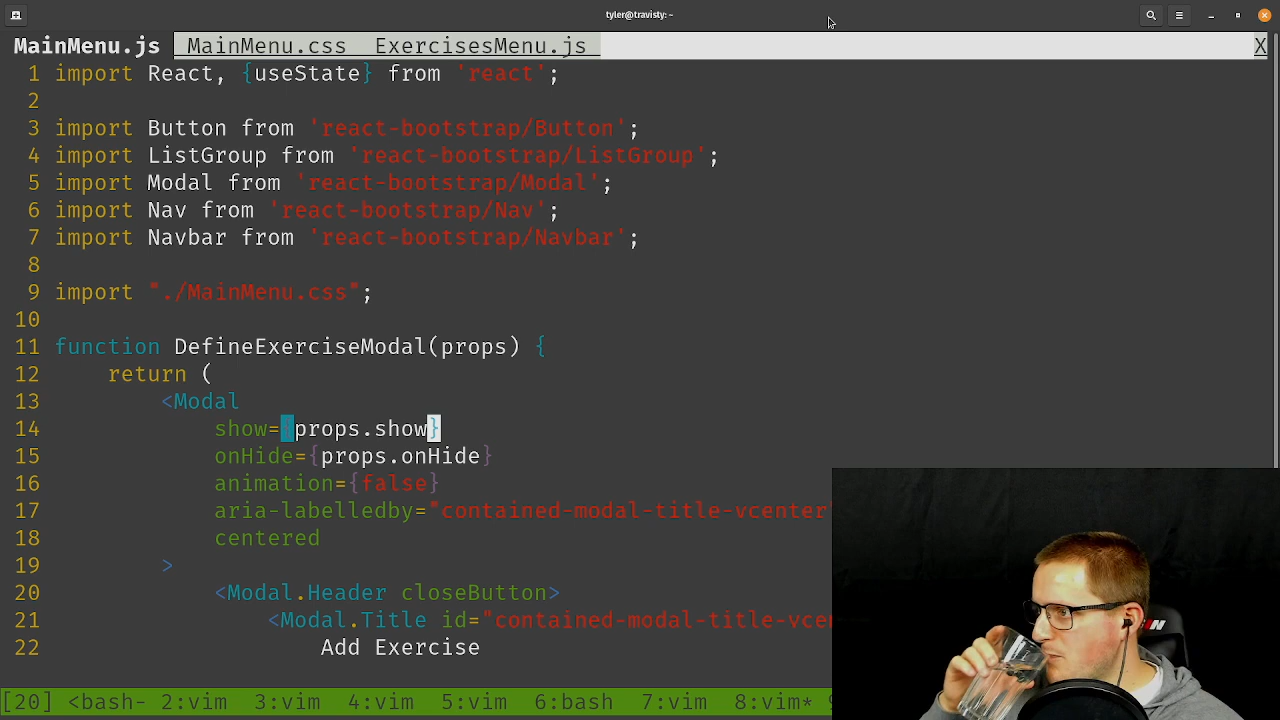 tyler@travisty: ~
MainMenu.js MainMenu.css ExercisesMenu.js X
1 import React, {useState} from 'react';
2
3 import Button from 'react-bootstrap/Button';
4 import ListGroup from 'react-bootstrap/ListGroup';
5 import Modal from 'react-bootstrap/Modal';
6 import Nav from 'react-bootstrap/Nav';
7 import Navbar from 'react-bootstrap/Navbar';
8
9 import "./MainMenu.css";
10
11 function DefineExerciseModal(props) {
12 return (
13 <Modal
14 show={props.show}
15 onHide={props.onHide}
16 animation={false}
17 aria-labelledby="contained-modal-title-vcenter"
18 centered
19 >
20 <Modal.Header closeButton>
21 <Modal.Title id="contained-modal-title-vcen
22 Add Exercise
[20] <bash- 2:vim 3:vim 4:vim 5:vim 6:bash 7:vim 8:vim*